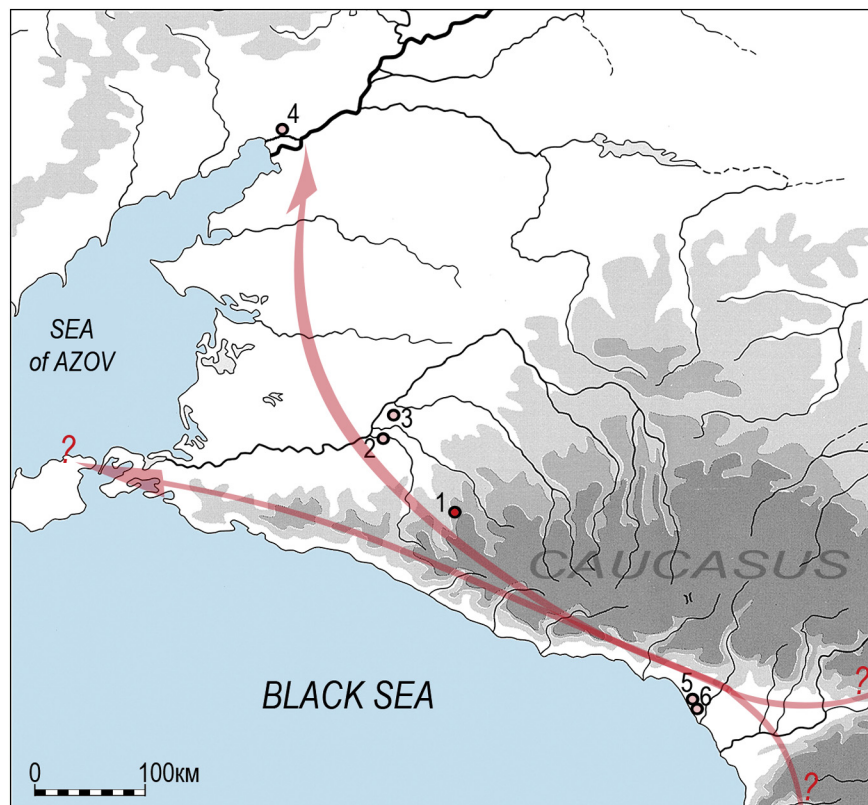 4
SEA
of AZOV
3
?
2
1
CAUCASUS
5
?
6
BLACK SEA
0 100км
?